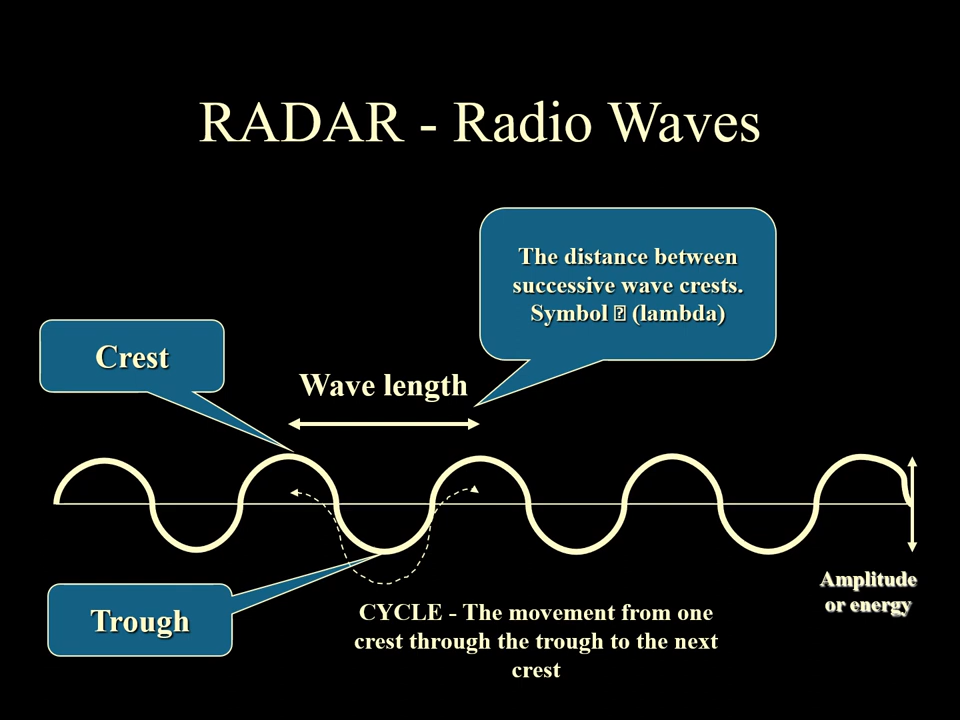 RADAR - Radio Waves
The distance between
successive wave crests.
Symbol (lambda)
Crest
Wave length
Amplitude
or energy
Trough
CYCLE - The movement from one
crest through the trough to the next
crest